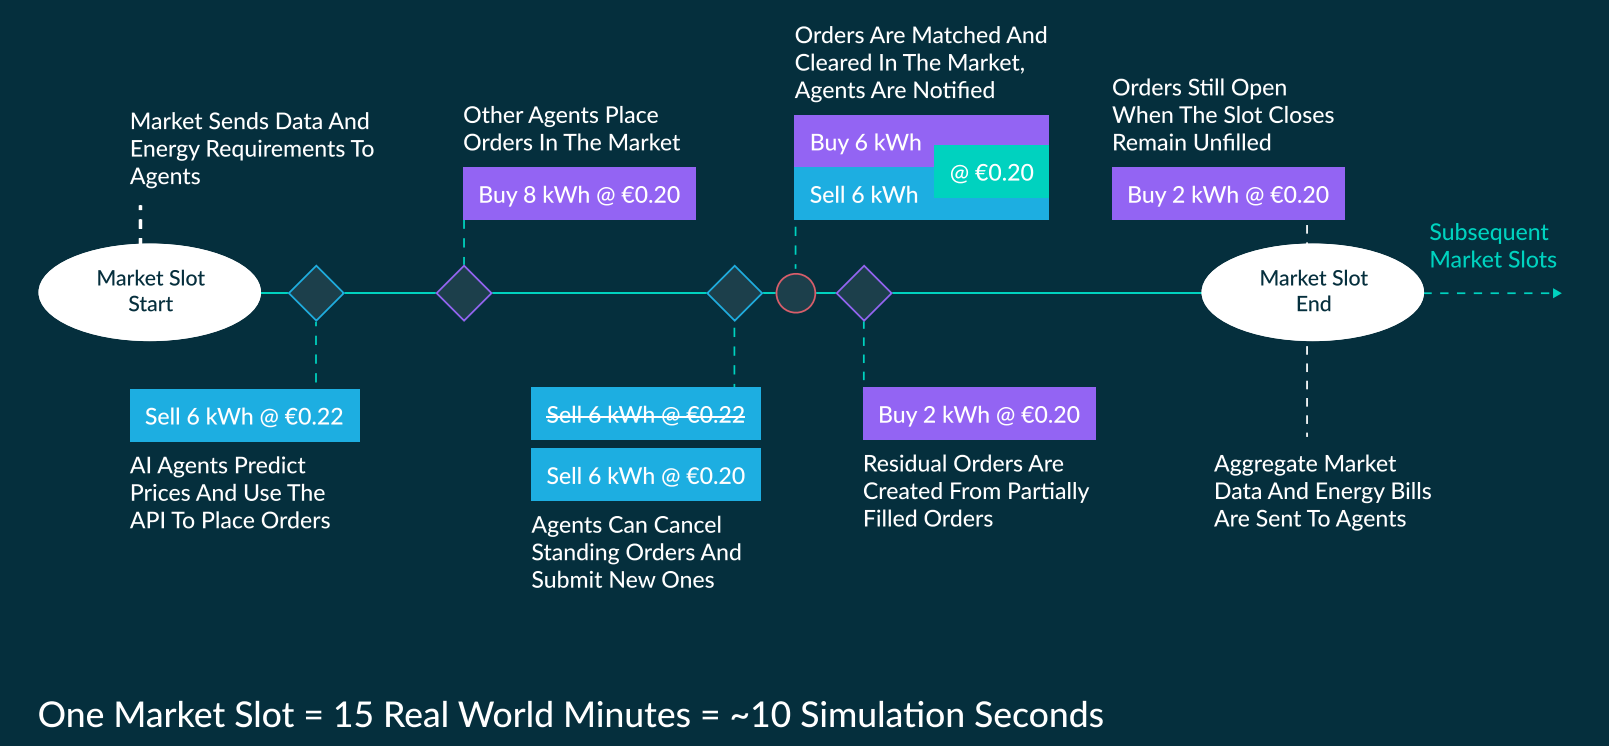 Market Sends Data And
Energy Requirements To
Agents
Other Agents Place
Orders In The Market
Buy 8 kWh @ €0.20
Orders Are Matched And
Cleared In The Market,
Agents Are Notified
Buy 6 kWh
@ €0.20
Sell 6 kWh
Orders Still Open
When The Slot Closes
Remain Unfilled
Buy 2 kWh @ €0.20
Subsequent
Market Slots
Market Slot
Start
Market Slot
End
Sell 6 kWh @ €0.22
AI Agents Predict
Prices And Use The
API To Place Orders
Sell 6 kWh @ €0.22
Sell 6 kWh @ €0.20
Agents Can Cancel
Standing Orders And
Submit New Ones
Buy 2 kWh @ €0.20
Residual Orders Are
Created From Partially
Filled Orders
Aggregate Market
Data And Energy Bills
Are Sent To Agents
One Market Slot = 15 Real World Minutes = ~10 Simulation Seconds